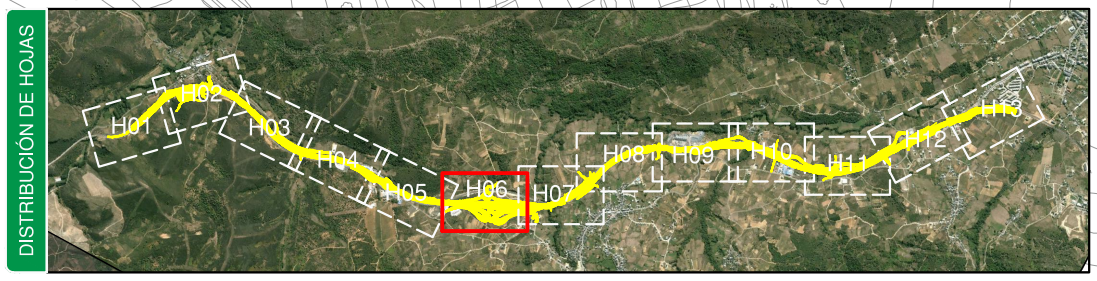 DISTRIBUCIÓN DE HOJAS
H01
H02
H03
H04
H05
H06
H07
H08
H09
H10
H11
H12
H13